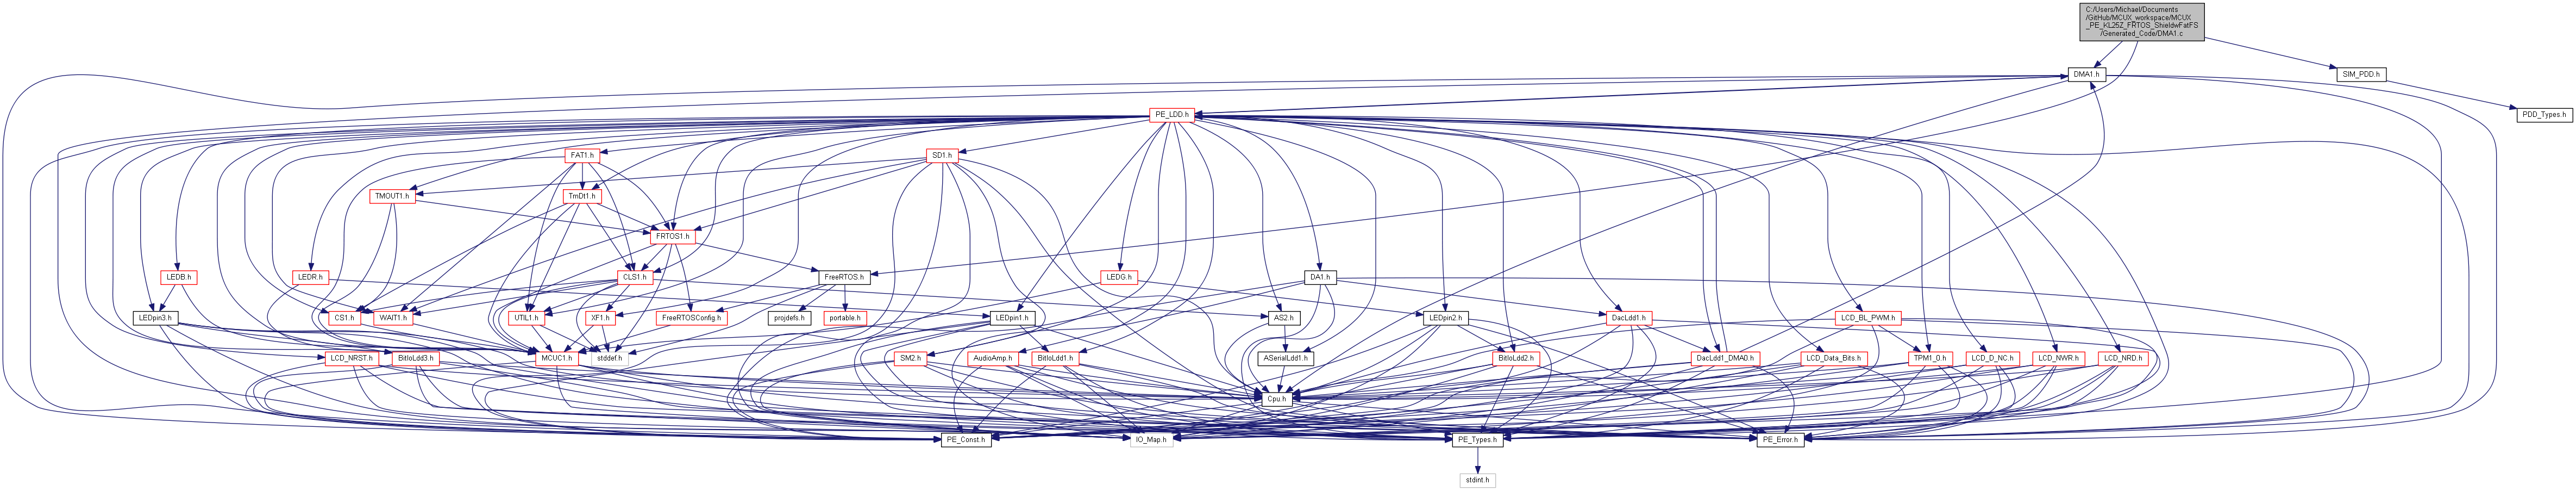 C:/Users/Michael/Documents
/GitHub/MCUX_workspace/MCUX
_PE_KL25Z_FRTOS_ShieldwFatFS
/Generated_Code/DMA1.c
DMA1.h
SIM_PDD.h
PE_LDD.h
PDD_Types.h
FAT1.h
SD1.h
TMOUT1.h
TmDt1.h
FRTOS1.h
LEDB.h
LEDR.h
CLS1.h
FreeRTOS.h
LEDG.h
DA1.h
LEDpin3.h
CS1.h
WAIT1.h
UTIL1.h
XF1.h
FreeRTOSConfig.h
projdefs.h
portable.h
LEDpin1.h
AS2.h
LEDpin2.h
DacLdd1.h
LCD_BL_PWM.h
LCD_NRST.h
BitIoLdd3.h
MCUC1.h
stddef.h
SM2.h
AudioAmp.h
BitIoLdd1.h
ASerialLdd1.h
BitIoLdd2.h
DacLdd1_DMA0.h
LCD_Data_Bits.h
TPM1_0.h
LCD_D_NC.h
LCD_NWR.h
LCD_NRD.h
Cpu.h
PE_Const.h
IO_Map.h
PE_Types.h
PE_Error.h
stdint.h